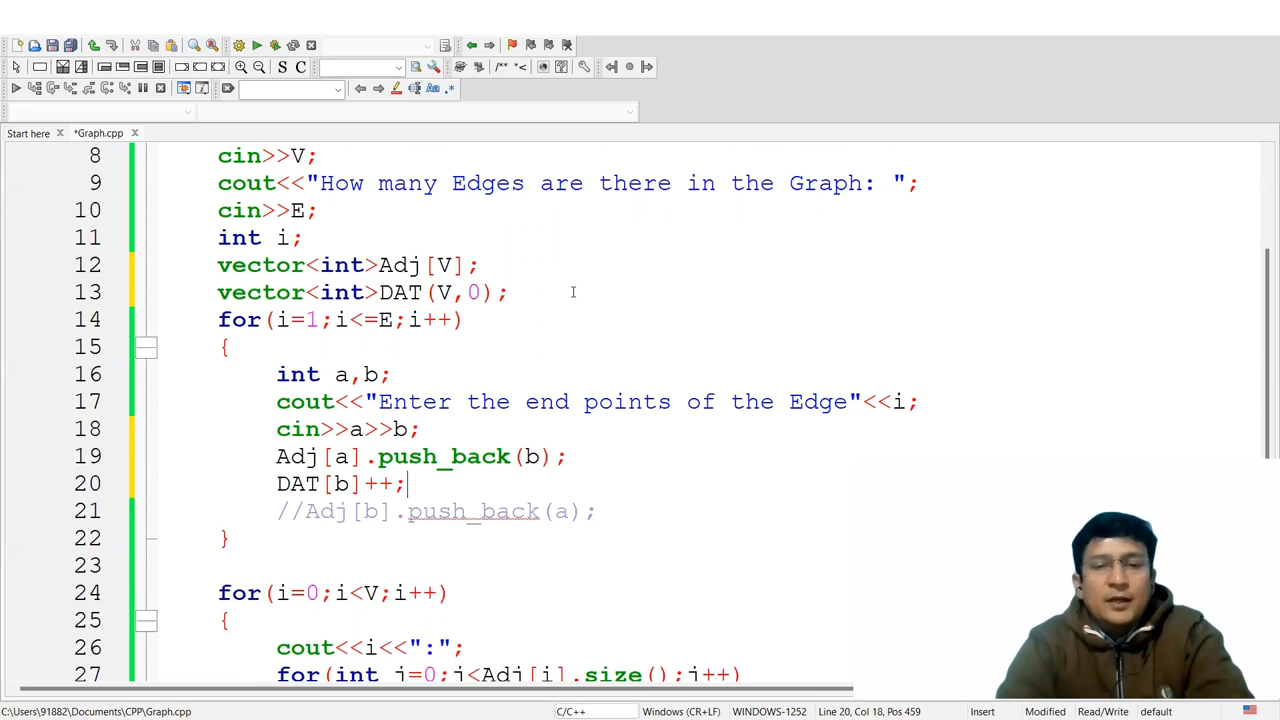 Start here
*Graph.cpp
8 cin>>V;
9 cout<<"How many Edges are there in the Graph: ";
10 cin>>E;
11 int i;
12 vector<int>Adj[V];
13 vector<int>DAT(V,0);
14 for(i=1;i<=E;i++)
15 {
16 int a,b;
17 cout<<"Enter the end points of the Edge"<<i;
18 cin>>a>>b;
19 Adj[a].push_back(b);
20 DAT[b]++;
21 //Adj[b].push_back(a);
22 }
23
24 for(i=0;i<V;i++)
25 {
26 cout<<i<<":";
27 for(int j=0;j<Adj[i].size();j++)
C:\Users\91882\Documents\CPP\Graph.cpp C/C++ Windows (CR+LF) WINDOWS-1252 Line 20, Col 18, Pos 459 Insert Modified Read/Write default